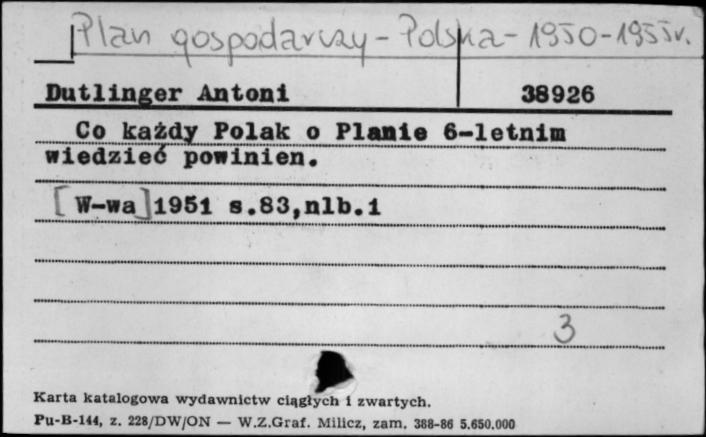 Plan gospodarczy - Polska - 1950-1955r.
Dutlinger Antoni 38926
Co każdy Polak o Planie 6-letnim
wiedzieć powinien.
[W-wa]1951 s.83,nlb.1
3
Karta katalogowa wydawnictw ciągłych i zwartych.
Pu-B-144, z. 228/DW/ON — W.Z.Graf. Milicz, zam. 388-86 5.650.000